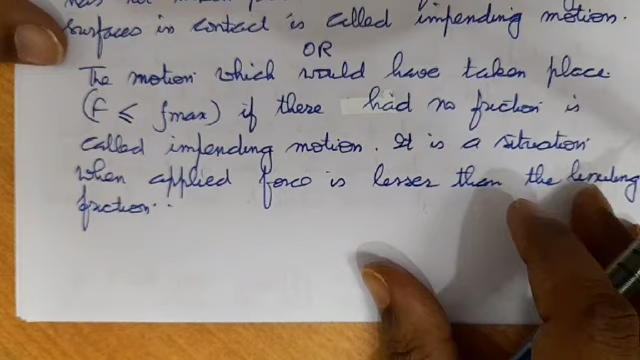 surfaces in contact is called impending motion.
OR
The motion which would have taken place
(F ⩽ fmax) if there had no friction is
called impending motion. It is a situation
when applied force is lesser than the
friction..